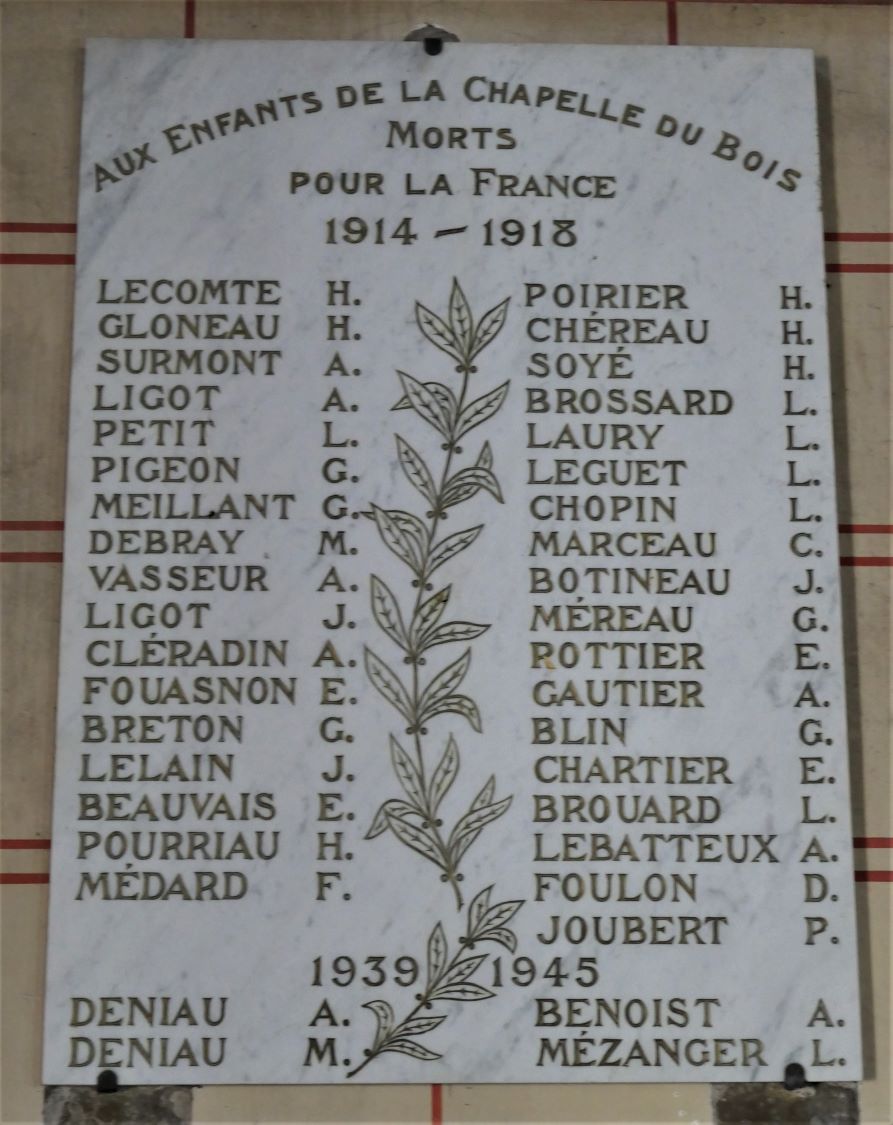 AUX ENFANTS DE LA CHAPELLE DU BOIS
MORTS
POUR LA FRANCE
1914 - 1918
LECOMTE H.
GLONEAU H.
SURMONT A.
LIGOT A.
PETIT L.
PIGEON G.
MEILLANT G.
DEBRAY M.
VASSEUR A.
LIGOT J.
CLÉRADIN A.
FOUASNON E.
BRETON G.
LELAIN J.
BEAUVAIS E.
POURRIAU H.
MÉDARD F.
POIRIER H.
CHÉREAU H.
SOYÉ H.
BROSSARD L.
LAURY L.
LEGUET L.
CHOPIN L.
MARCEAU C.
BOTINEAU J.
MÉREAU G.
ROTTIER E.
GAUTIER A.
BLIN G.
CHARTIER E.
BROUARD L.
LEBATTEUX A.
FOULON D.
JOUBERT P.
1939 1945
DENIAU A.
DENIAU M.
BENOIST A.
MÉZANGER L.